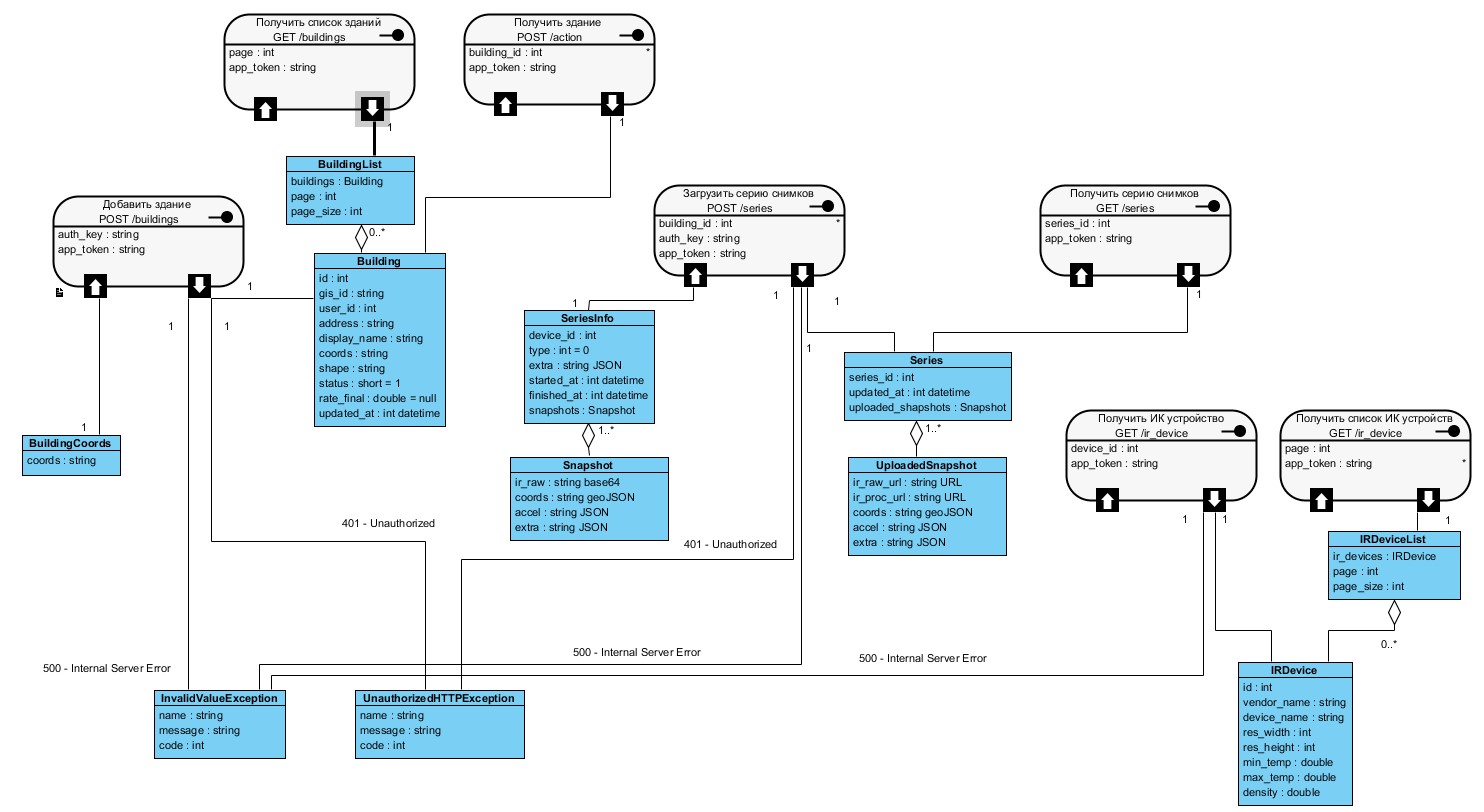 Получить список зданий
GET /buildings
page : int
app_token : string
1
Получить здание
POST /action
building_id : int
*
app_token : string
1
BuildingList
buildings : Building
page : int
page_size : int
0..*
Добавить здание
POST /buildings
auth_key : string
app_token : string
1
1
1
1
Building
id : int
gis_id : string
user_id : int
address : string
display_name : string
coords : string
shape : string
status : short = 1
rate_final : double = null
updated_at : int datetime
BuildingCoords
coords : string
Загрузить серию снимков
POST /series
building_id : int
*
auth_key : string
app_token : string
1
1
1
1
SeriesInfo
device_id : int
type : int = 0
extra : string JSON
started_at : int datetime
finished_at : int datetime
snapshots : Snapshot
1..*
Snapshot
ir_raw : string base64
coords : string geoJSON
accel : string JSON
extra : string JSON
Получить серию снимков
GET /series
series_id : int
app_token : string
1
Series
series_id : int
updated_at : int datetime
uploaded_shapshots : Snapshot
1..*
UploadedSnapshot
ir_raw_url : string URL
ir_proc_url : string URL
coords : string geoJSON
accel : string JSON
extra : string JSON
Получить ИК устройство
GET /ir_device
device_id : int
app_token : string
1
1
Получить список ИК устройств
GET /ir_device
page : int
app_token : string
*
1
IRDeviceList
ir_devices : IRDevice
page : int
page_size : int
0..*
IRDevice
id : int
vendor_name : string
device_name : string
res_width : int
res_height : int
min_temp : double
max_temp : double
density : double
401 - Unauthorized
401 - Unauthorized
500 - Internal Server Error
500 - Internal Server Error
500 - Internal Server Error
InvalidValueException
name : string
message : string
code : int
UnauthorizedHTTPException
name : string
message : string
code : int